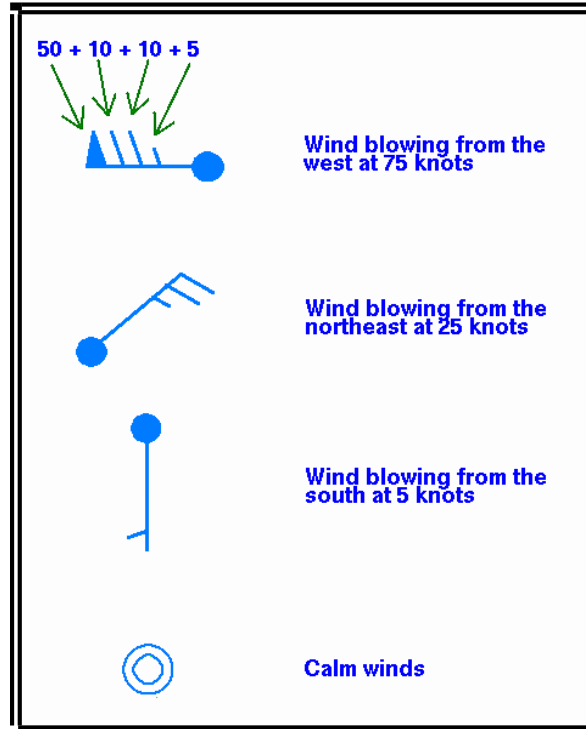 50 + 10 + 10 + 5
Wind blowing from the
west at 75 knots
Wind blowing from the
northeast at 25 knots
Wind blowing from the
south at 5 knots
Calm winds